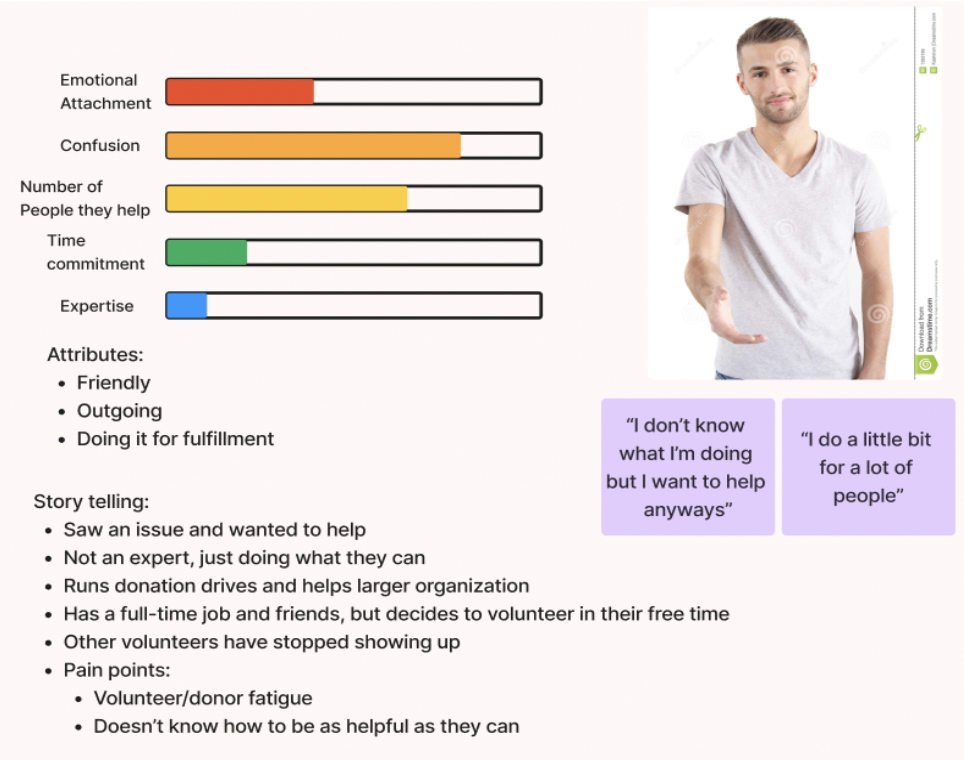 Emotional
Attachment
Confusion
Number of
People they help
Time
commitment
Expertise
Attributes:
• Friendly
• Outgoing
• Doing it for fulfillment
Story telling:
• Saw an issue and wanted to help
• Not an expert, just doing what they can
• Runs donation drives and helps larger organization
• Has a full-time job and friends, but decides to volunteer in their free time
• Other volunteers have stopped showing up
• Pain points:
• Volunteer/donor fatigue
• Doesn’t know how to be as helpful as they can
“I don’t know
what I’m doing
but I want to help
anyways”
“I do a little bit
for a lot of
people”
Download from
Dreamstime.com